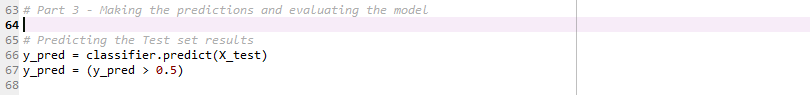 63 # Part 3 - Making the predictions and evaluating the model
64
65 # Predicting the Test set results
66 y_pred = classifier.predict(X_test)
67 y_pred = (y_pred > 0.5)
68